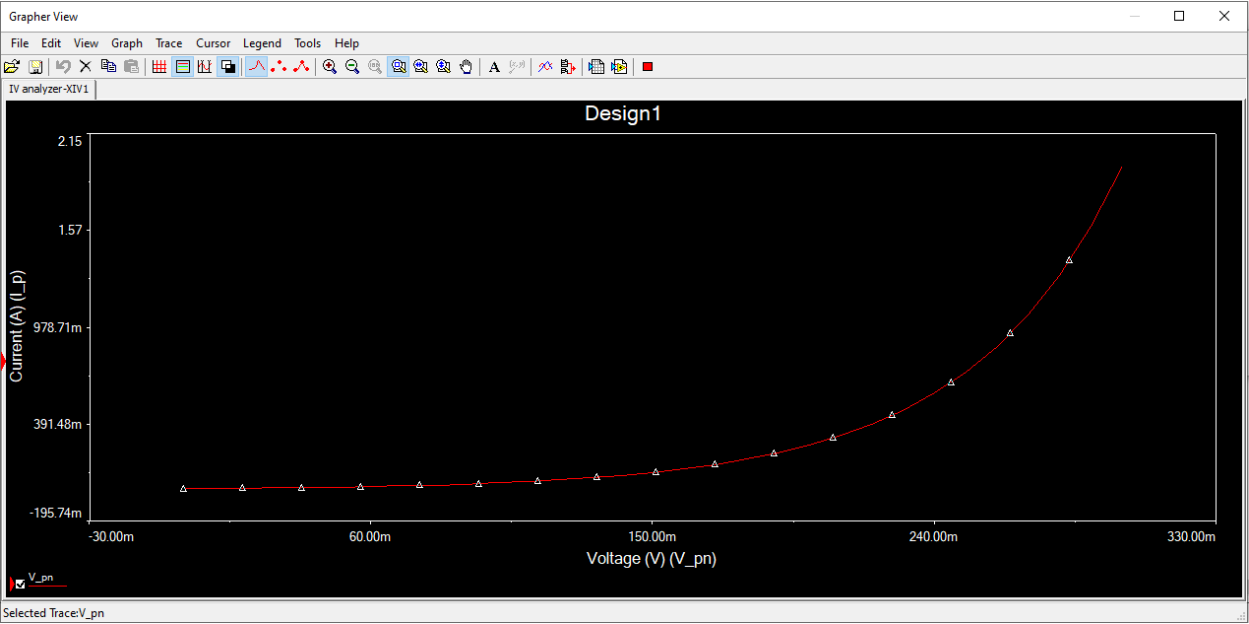 Grapher View
File Edit View Graph Trace Cursor Legend Tools Help
IV analyzer-XIV1
Design1
2.15
1.57
978.71m
391.48m
-195.74m
Current (A) (I_p)
-30.00m 60.00m 150.00m 240.00m 330.00m
Voltage (V) (V_pn)
V_pn
Selected Trace:V_pn